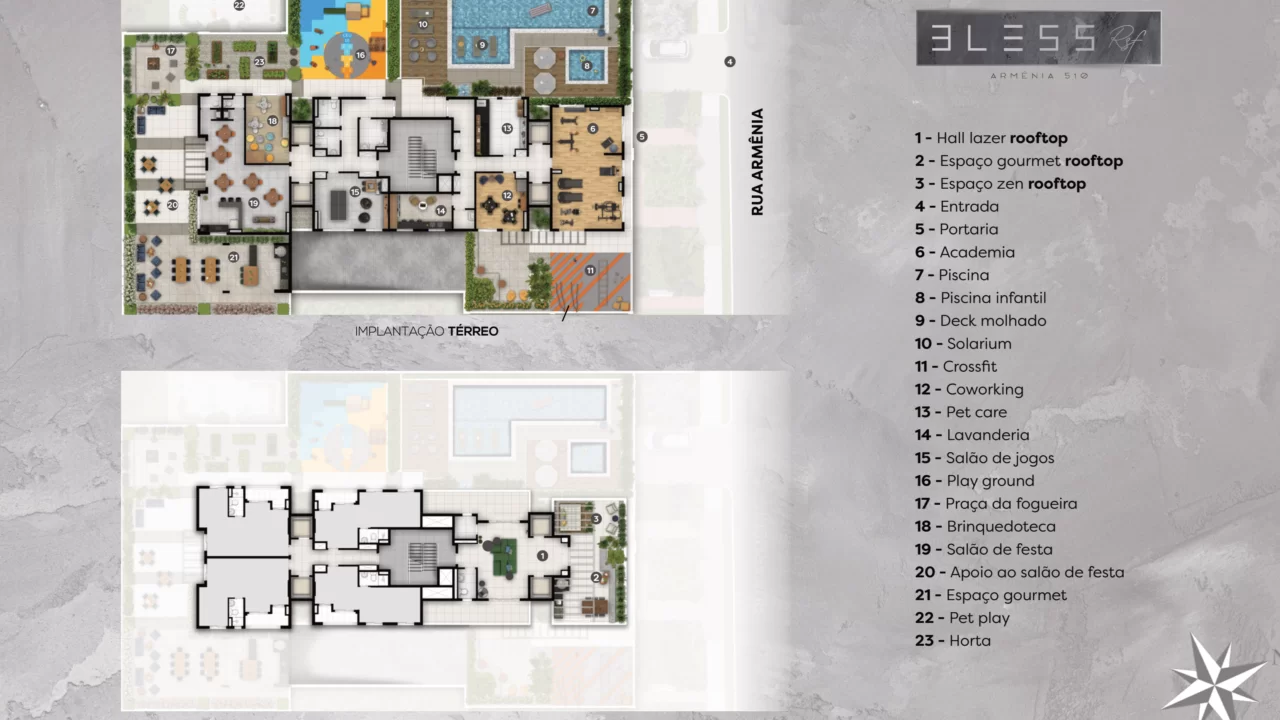 BLESS Rsf
ARMÊNIA 510
1 - Hall lazer rooftop
2 - Espaço gourmet rooftop
3 - Espaço zen rooftop
4 - Entrada
5 - Portaria
6 - Academia
7 - Piscina
8 - Piscina infantil
9 - Deck molhado
10 - Solarium
11 - Crossfit
12 - Coworking
13 - Pet care
14 - Lavanderia
15 - Salão de jogos
16 - Play ground
17 - Praça da fogueira
18 - Brinquedoteca
19 - Salão de festa
20 - Apoio ao salão de festa
21 - Espaço gourmet
22 - Pet play
23 - Horta
RUA ARMÊNIA
IMPLANTAÇÃO TÉRREO
22
10
7
9
17
16
23
8
4
18
13
6
5
15
12
20
19
14
21
11
3
1
2